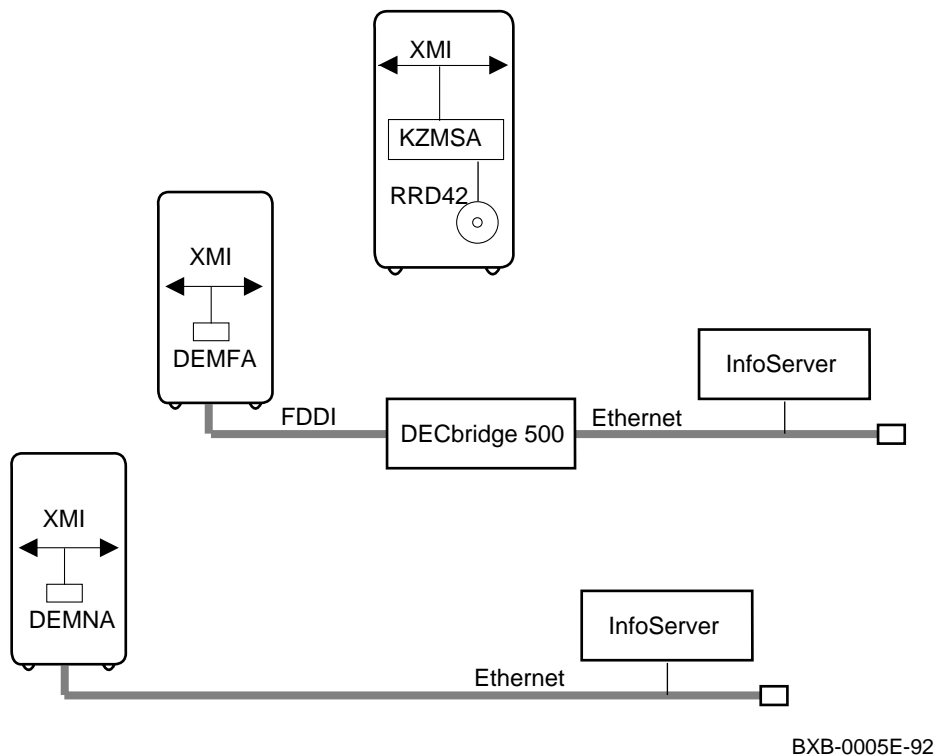 XMI
KZMSA
RRD42
XMI
DEMFA
FDDI
DECbridge 500
Ethernet
InfoServer
XMI
DEMNA
Ethernet
InfoServer
BXB-0005E-92